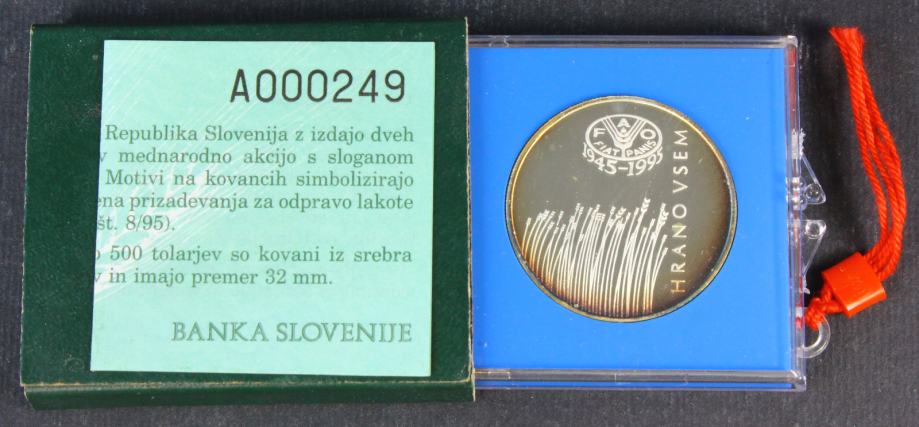 A000249
Republika Slovenija z izdajo dveh
v mednarodno akcijo s sloganom
Motivi na kovancih simbolizirajo
prizadevanja za odpravo lakote
št. 8/95).
500 tolarjev so kovani iz srebra
in imajo premer 32 mm.
BANKA SLOVENIJE
F A O
FIAT PANIS
1945-1995
HRANO VSEM